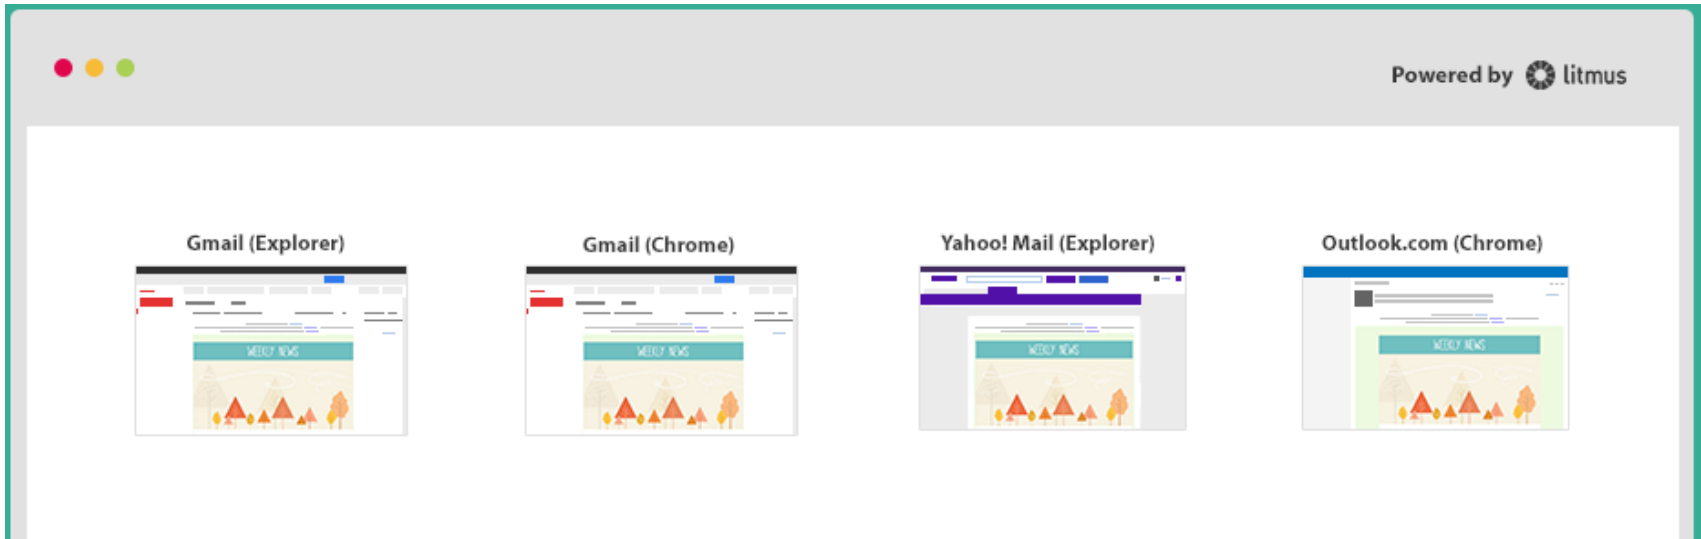 Powered by litmus
Gmail (Explorer)
Gmail (Chrome)
Yahoo! Mail (Explorer)
Outlook.com (Chrome)
WEEKLY NEWS
WEEKLY NEWS
WEEKLY NEWS
WEEKLY NEWS